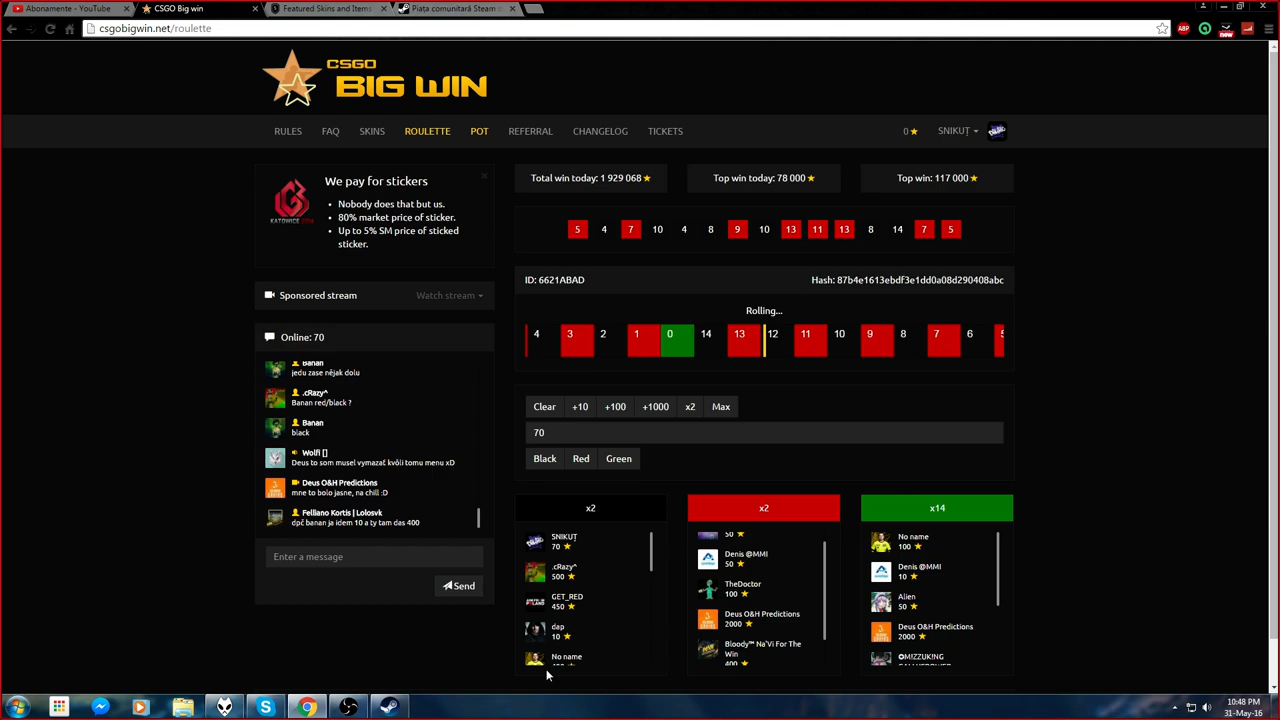 Abonamente - YouTube
CSGO Big win
Featured Skins and Items
Piața comunitară Steam
csgobigwin.net/roulette
ABP
now
CSGO
BIG WIN
RULES FAQ SKINS ROULETTE POT REFERRAL CHANGELOG TICKETS
0
SNIKUȚ
We pay for stickers
• Nobody does that but us.
• 80% market price of sticker.
• Up to 5% SM price of sticked
sticker.
KATOWICE
Total win today: 1 929 068
Top win today: 78 000
Top win: 117 000
5 4 7 10 4 8 9 10 13 11 13 8 14 7 5
Sponsored stream
Watch stream
ID: 6621ABAD
Hash: 87b4e1613ebdf3e1dd0a08d290408abc
Rolling...
4 3 2 1 0 14 13 12 11 10 9 8 7 6 5
Online: 70
Banan
jedu zase nějak dolu
.cRazy^
Banan red/black ?
Banan
black
Wolfi []
Deus to som musel vymazať kvôli tomu menu xD
Deus O&H Predictions
mne to bolo jasne, na chill :D
Felliano Kortis | Lolosvk
dpč banan ja idem 10 a ty tam das 400
Enter a message
Send
Clear +10 +100 +1000 x2 Max
70
Black Red Green
x2
SNIKUȚ
70
.cRazy^
500
GET_RED
450
dap
10
No name
x2
50
Denis @MMI
50
TheDoctor
100
Deus O&H Predictions
2000
Bloody™ Na'Vi For The
Win
400
x14
No name
100
Denis @MMI
10
Alien
50
Deus O&H Predictions
2000
10:48 PM
31-May-16